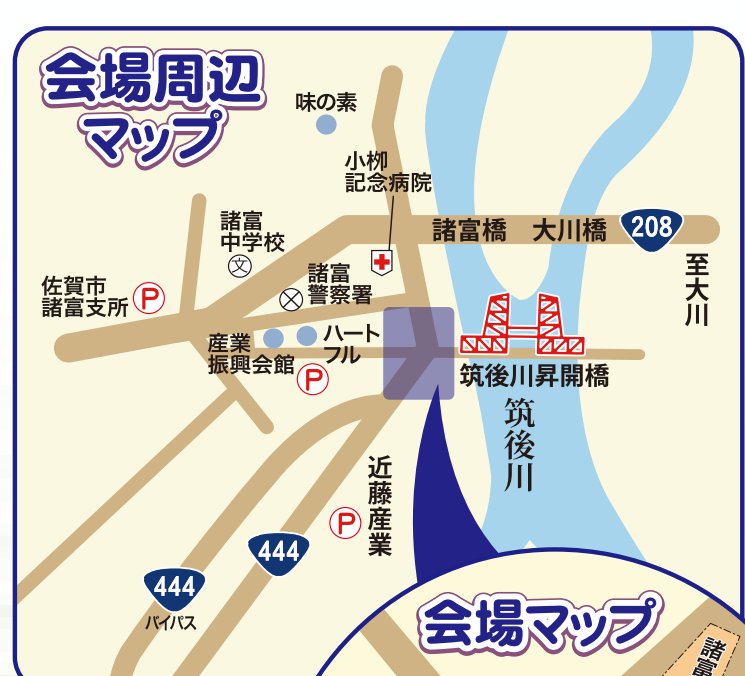 会場周辺
マップ
味の素
小栁
記念病院
諸富橋
大川橋
208
至大川
諸富
中学校
文
諸富
警察署
佐賀市
諸富支所
P
産業
振興会館
ハート
フル
P
筑後川昇開橋
筑後川
近藤産業
P
444
444
バイパス
会場マップ
諸富